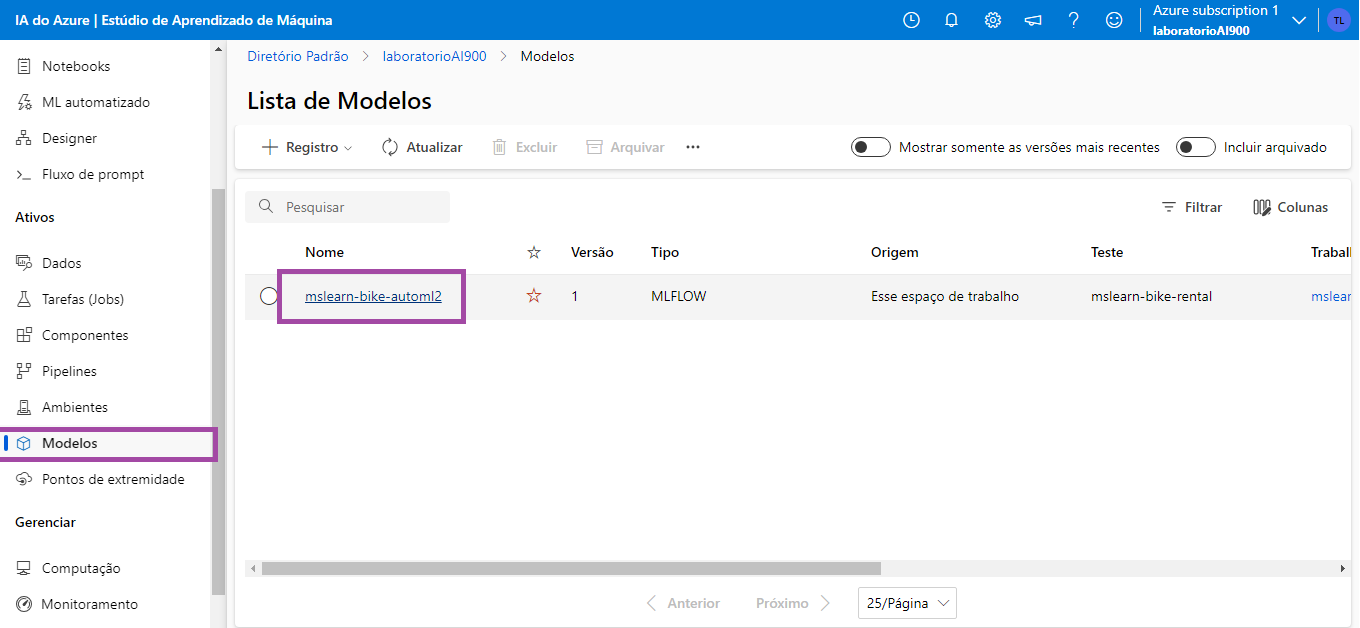 IA do Azure | Estúdio de Aprendizado de Máquina
Azure subscription 1
laboratorioAI900
TL
Notebooks
ML automatizado
Designer
Fluxo de prompt
Ativos
Dados
Tarefas (Jobs)
Componentes
Pipelines
Ambientes
Modelos
Pontos de extremidade
Gerenciar
Computação
Monitoramento
Diretório Padrão > laboratorioAI900 > Modelos
Lista de Modelos
Registro Atualizar Excluir Arquivar ... Mostrar somente as versões mais recentes Incluir arquivado
Pesquisar Filtrar Colunas
Nome Versão Tipo Origem Teste Trabal
mslearn-bike-automl2 1 MLFLOW Esse espaço de trabalho mslearn-bike-rental mslear
Anterior Próximo 25/Página